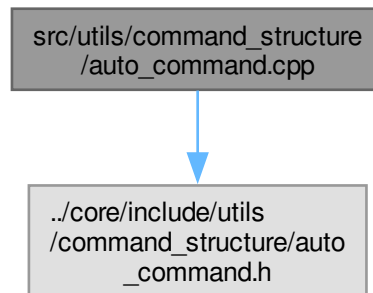 src/utils/command_structure
/auto_command.cpp
../core/include/utils
/command_structure/auto
_command.h